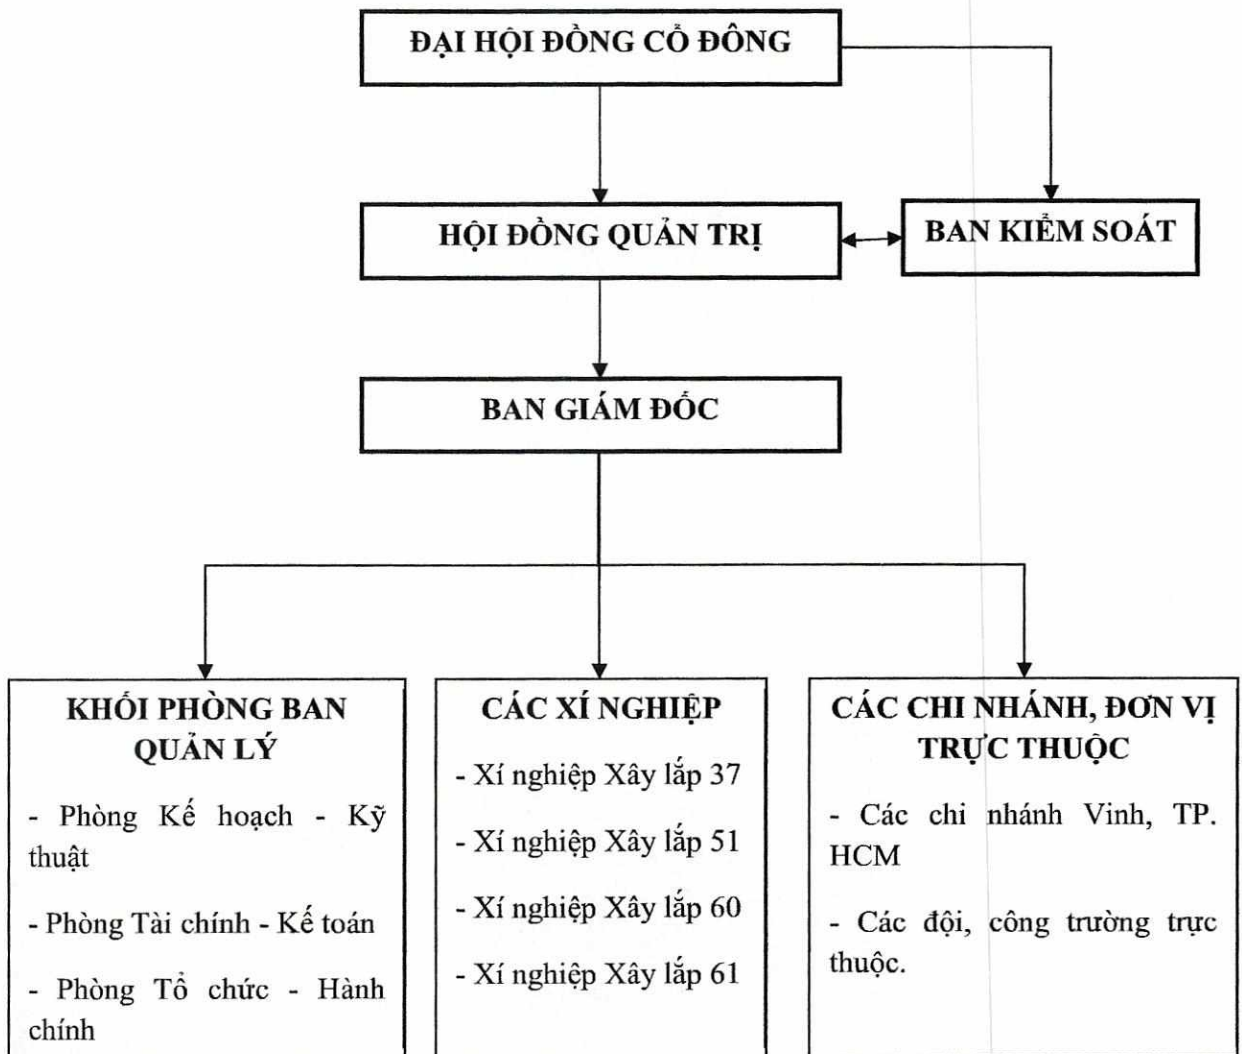 ĐẠI HỘI ĐỒNG CỔ ĐÔNG
HỘI ĐỒNG QUẢN TRỊ
BAN KIỂM SOÁT
BAN GIÁM ĐỐC
KHỐI PHÒNG BAN
QUẢN LÝ
- Phòng Kế hoạch - Kỹ
thuật
- Phòng Tài chính - Kế toán
- Phòng Tổ chức - Hành
chính
CÁC XÍ NGHIỆP
- Xí nghiệp Xây lắp 37
- Xí nghiệp Xây lắp 51
- Xí nghiệp Xây lắp 60
- Xí nghiệp Xây lắp 61
CÁC CHI NHÁNH, ĐƠN VỊ
TRỰC THUỘC
- Các chi nhánh Vinh, TP.
HCM
- Các đội, công trường trực
thuộc.